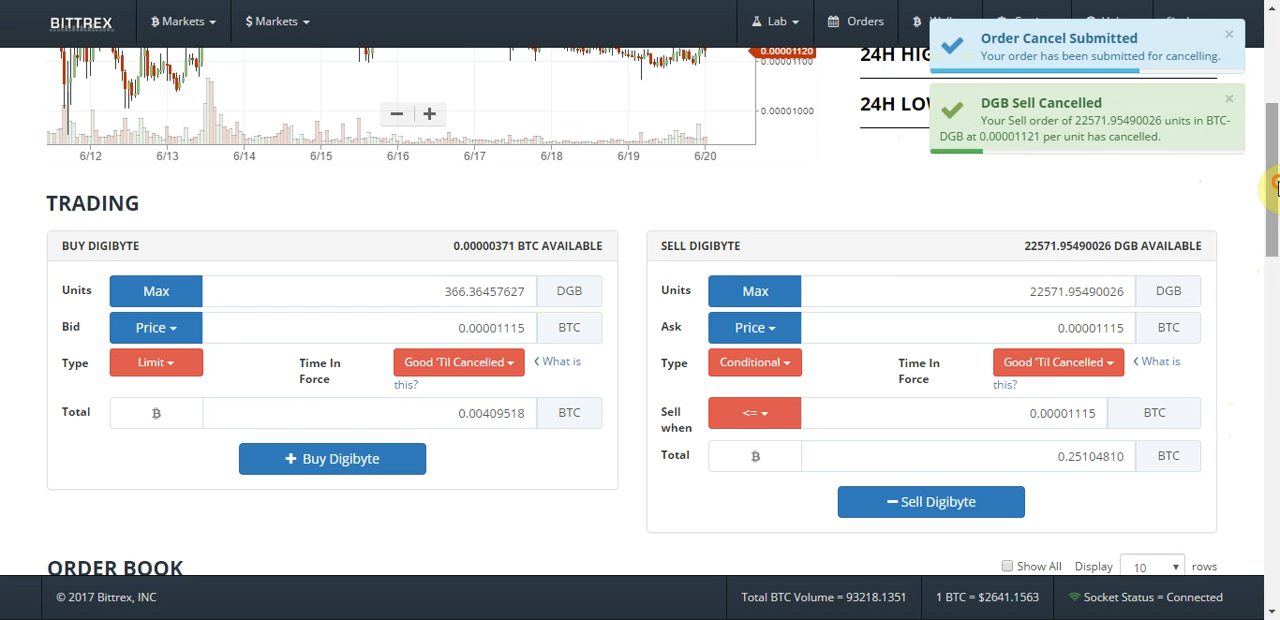 BITTREX
Ƀ Markets
$ Markets
Lab
Orders
Order Cancel Submitted ×
Your order has been submitted for cancelling.
DGB Sell Cancelled ×
Your Sell order of 22571.95490026 units in BTC-
DGB at 0.00001121 per unit has cancelled.
0.00001120
0.00001100
0.00001000
24H LO
− +
6/12 6/13 6/14 6/15 6/16 6/17 6/18 6/19 6/20
TRADING
BUY DIGIBYTE 0.00000371 BTC AVAILABLE
Units Max 366.36457627 DGB
Bid Price 0.00001115 BTC
Type Limit Time In Force Good 'Til Cancelled What is this?
Total Ƀ 0.00409518 BTC
+ Buy Digibyte
SELL DIGIBYTE 22571.95490026 DGB AVAILABLE
Units Max 22571.95490026 DGB
Ask Price 0.00001115 BTC
Type Conditional Time In Force Good 'Til Cancelled What is this?
Sell when <= 0.00001115 BTC
Total Ƀ 0.25104810 BTC
− Sell Digibyte
ORDER BOOK
Show All Display 10 rows
© 2017 Bittrex, INC
Total BTC Volume = 93218.1351
1 BTC = $2641.1563
Socket Status = Connected